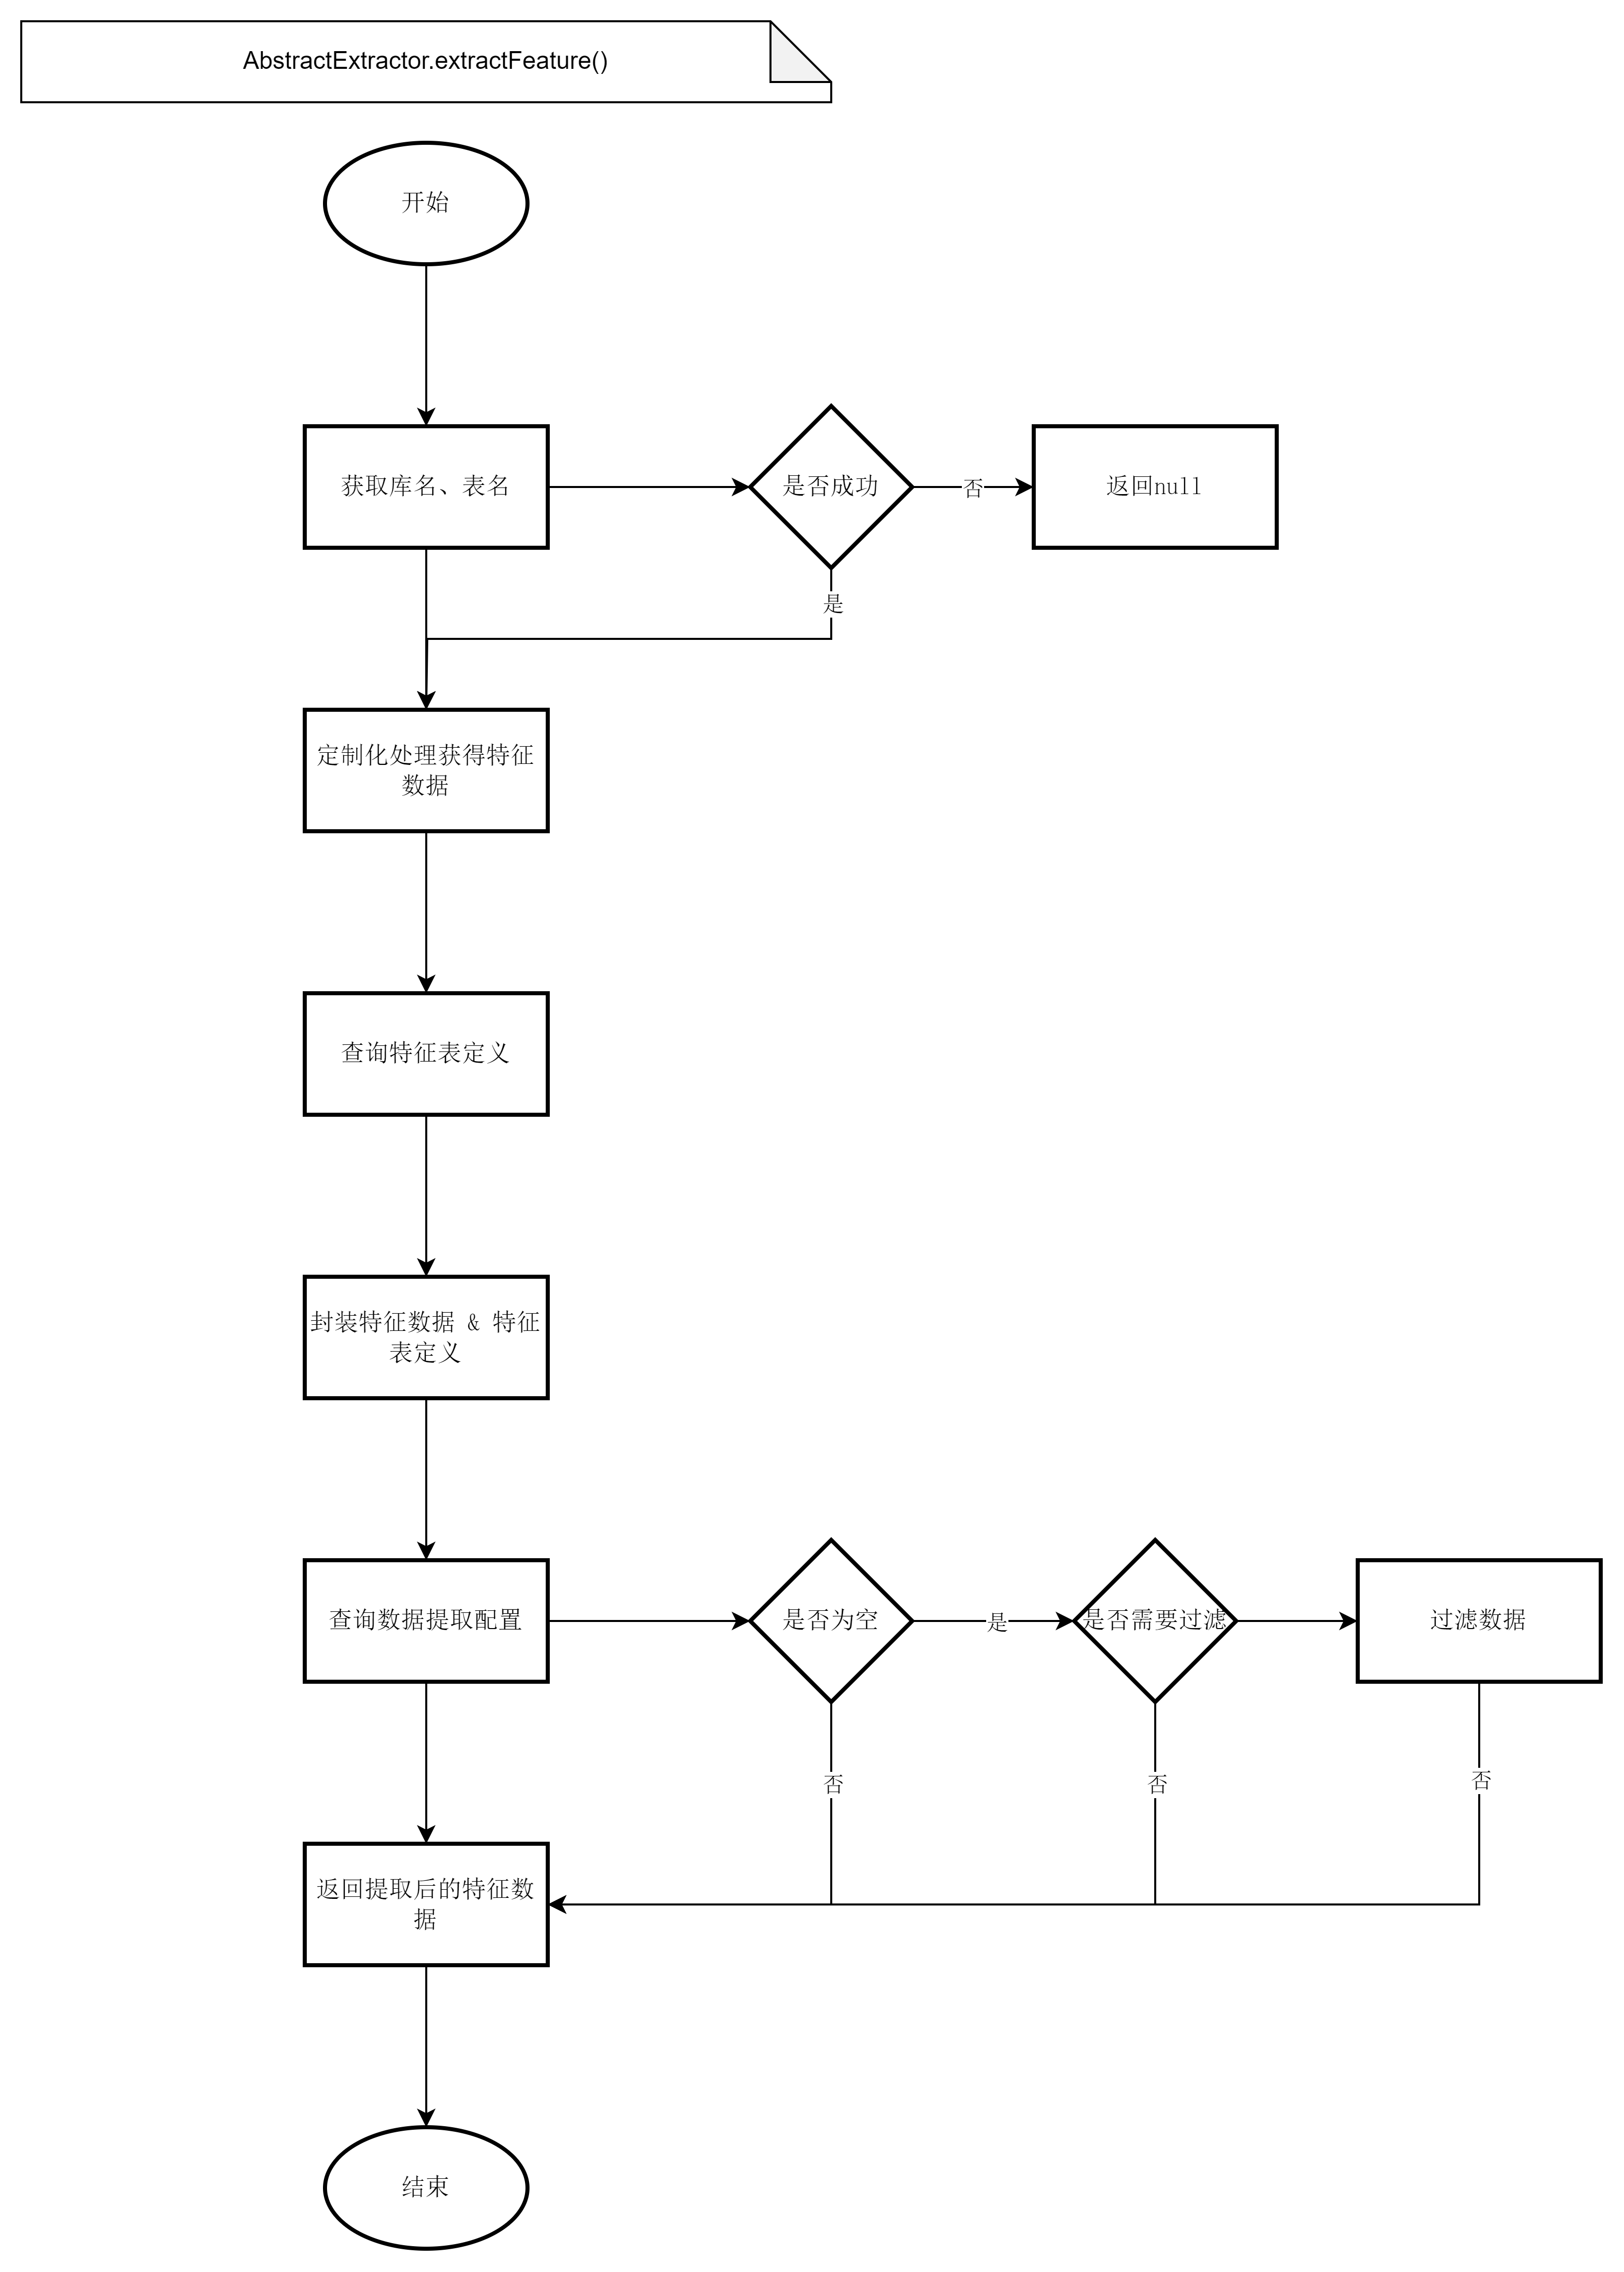 AbstractExtractor.extractFeature()
开始
获取库名、表名
是否成功
否
返回null
是
定制化处理获得特征
数据
查询特征表定义
封装特征数据 & 特征
表定义
查询数据提取配置
是否为空
是
是否需要过滤
过滤数据
否
否
否
返回提取后的特征数
据
结束